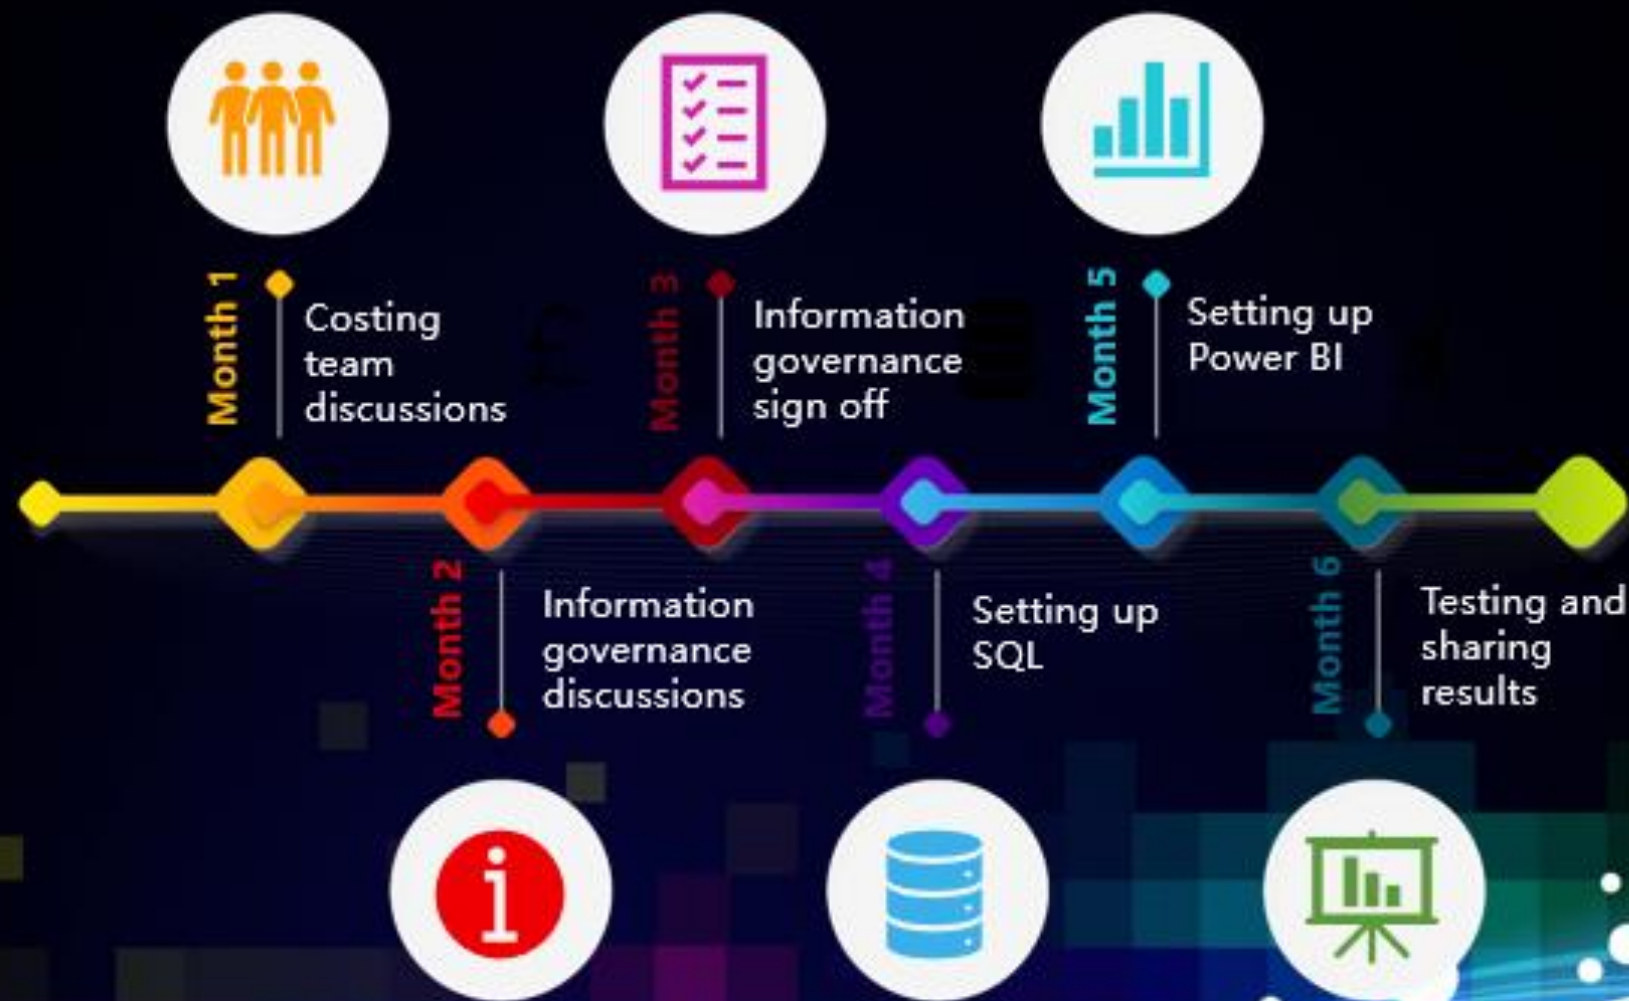 Month 1
Costing
team
discussions
Month 2
Information
governance
discussions
Month 3
Information
governance
sign off
Month 4
Setting up
SQL
Month 5
Setting up
Power BI
Month 6
Testing and
sharing
results